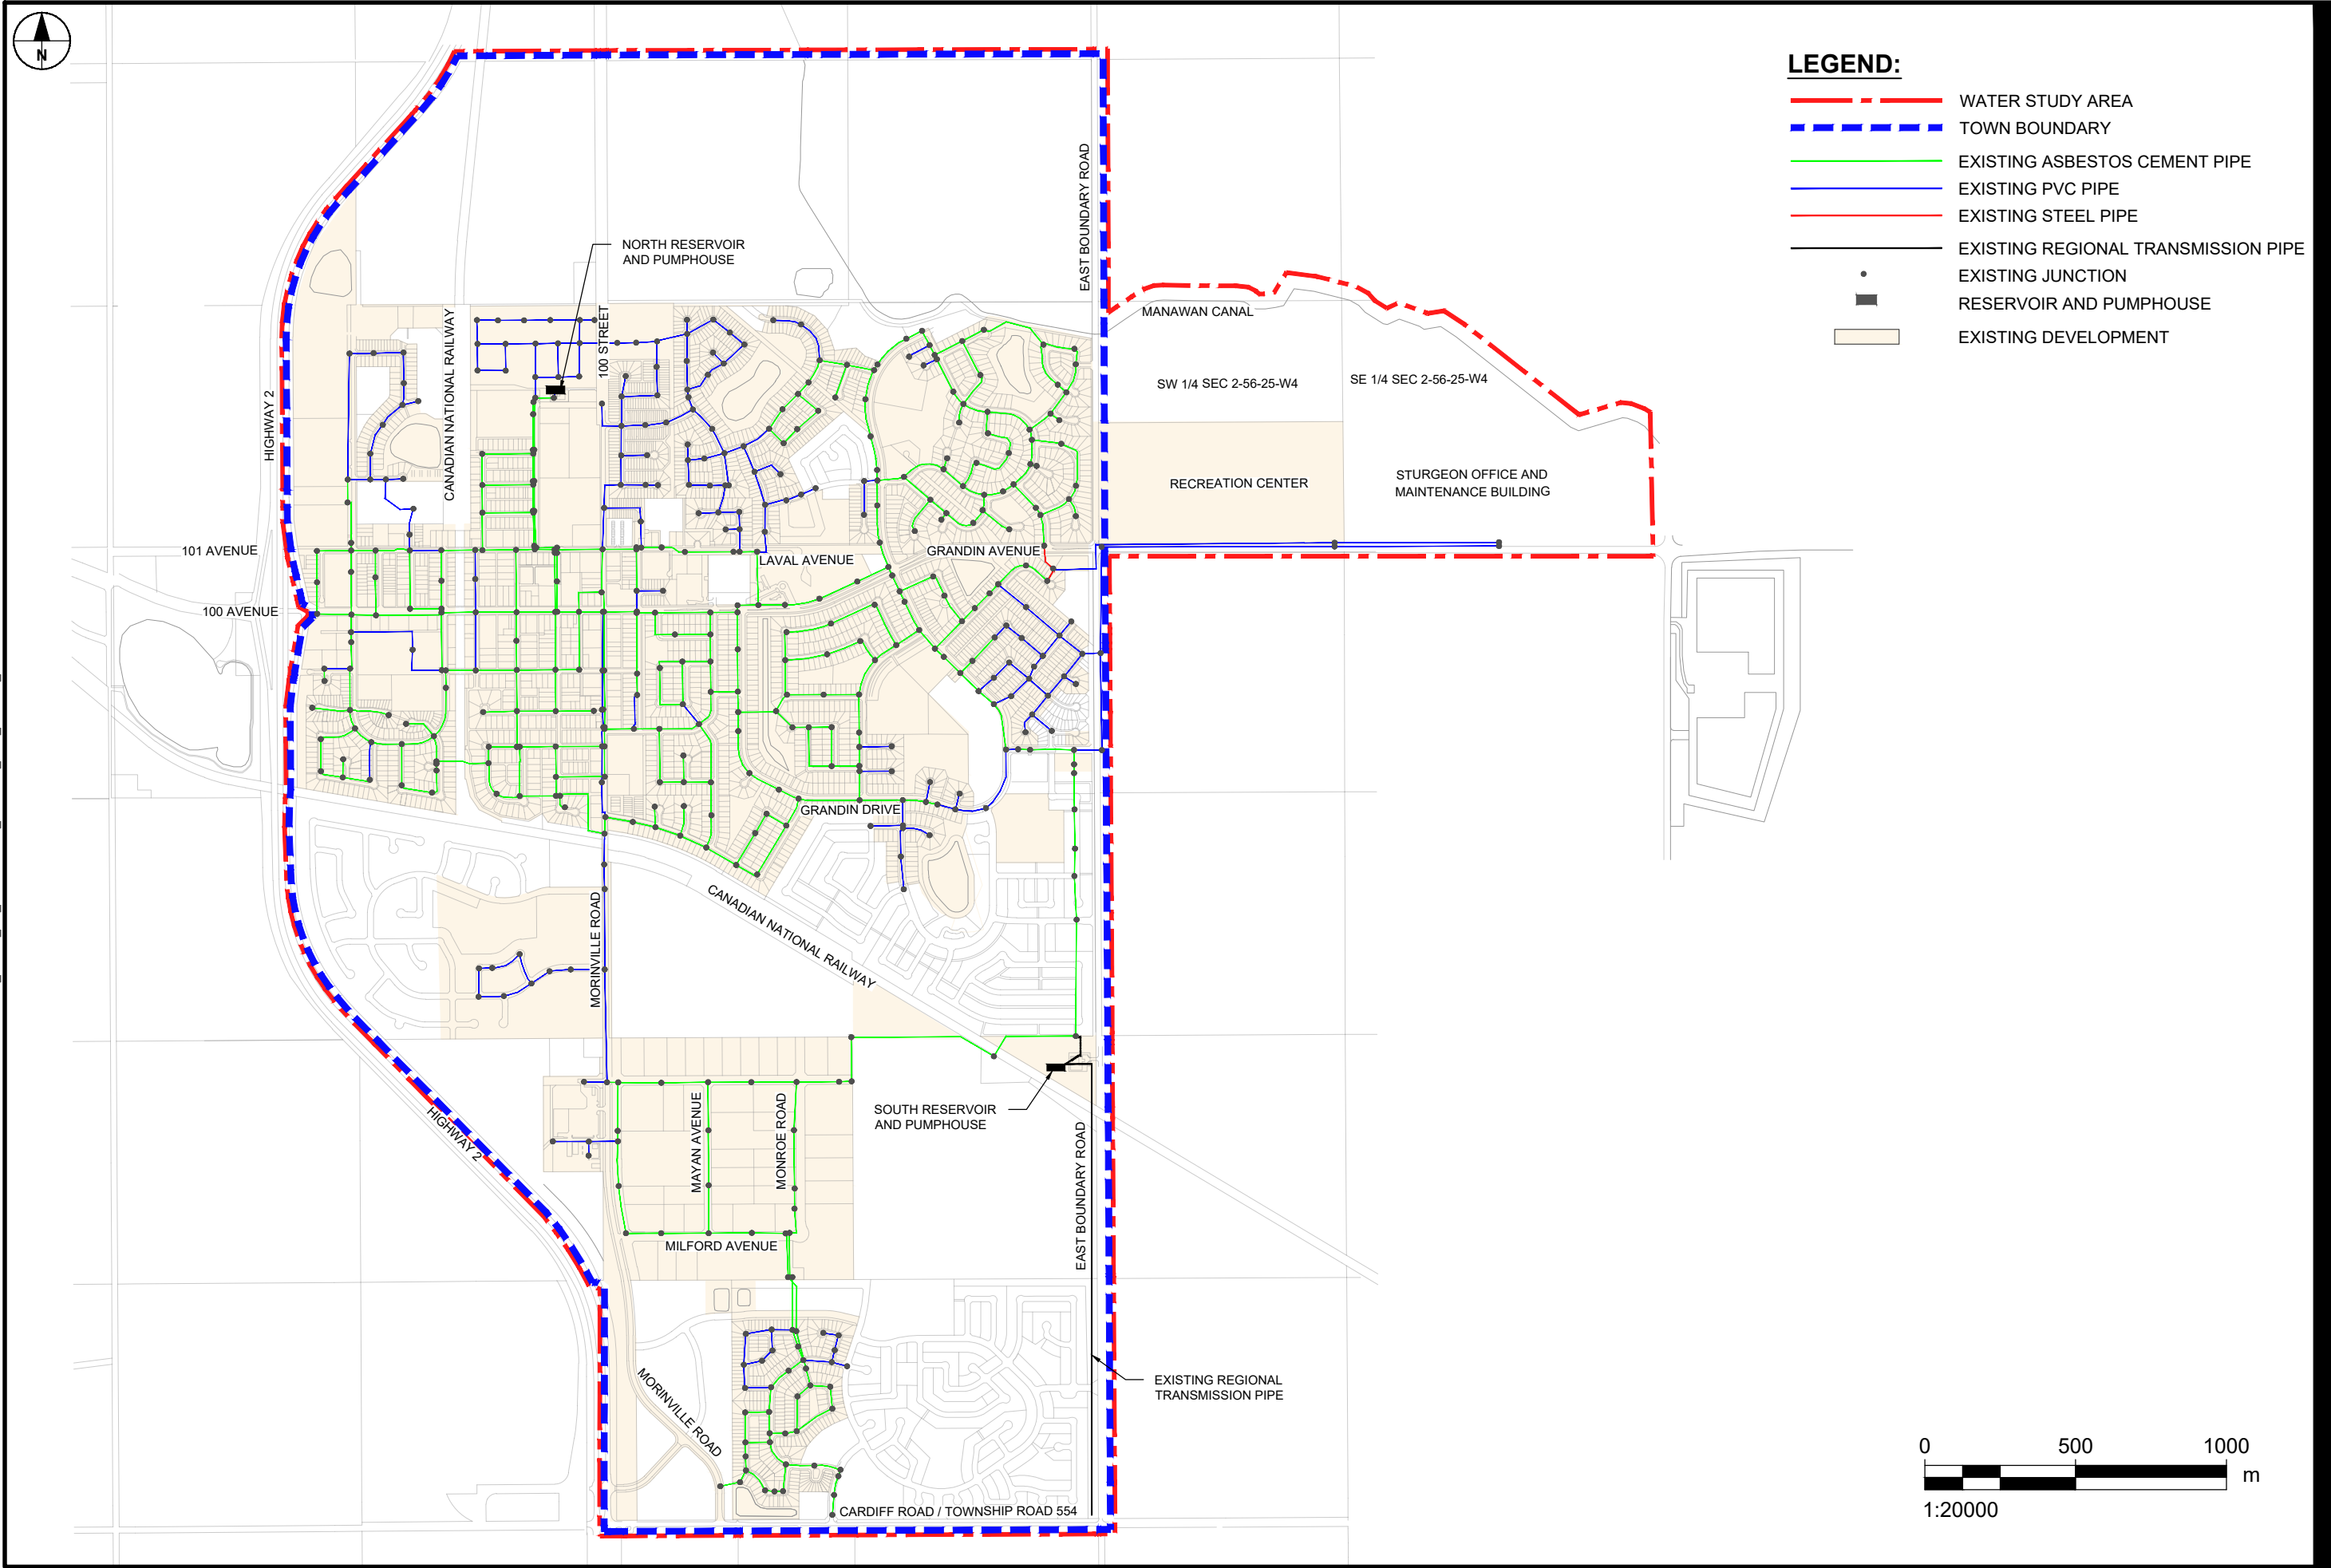 N
LEGEND:
WATER STUDY AREA
TOWN BOUNDARY
EXISTING ASBESTOS CEMENT PIPE
EXISTING PVC PIPE
EXISTING STEEL PIPE
EXISTING REGIONAL TRANSMISSION PIPE
EXISTING JUNCTION
RESERVOIR AND PUMPHOUSE
EXISTING DEVELOPMENT
NORTH RESERVOIR
AND PUMPHOUSE
EAST BOUNDARY ROAD
MANAWAN CANAL
100 STREET
CANADIAN NATIONAL RAILWAY
HIGHWAY 2
SW 1/4 SEC 2-56-25-W4
SE 1/4 SEC 2-56-25-W4
RECREATION CENTER
STURGEON OFFICE AND
MAINTENANCE BUILDING
101 AVENUE
LAVAL AVENUE
GRANDIN AVENUE
100 AVENUE
GRANDIN DRIVE
CANADIAN NATIONAL RAILWAY
MORINVILLE ROAD
HIGHWAY 2
MAYAN AVENUE
MONROE ROAD
SOUTH RESERVOIR
AND PUMPHOUSE
EAST BOUNDARY ROAD
MILFORD AVENUE
MORINVILLE ROAD
EXISTING REGIONAL
TRANSMISSION PIPE
CARDIFF ROAD / TOWNSHIP ROAD 554
0 500 1000
m
1:20000